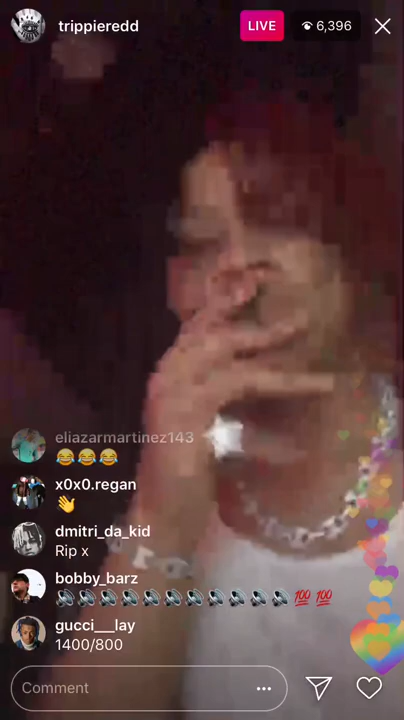 trippieredd
LIVE
6,396
eliazarmartinez143
😂😂😂
x0x0.regan
👋
dmitri_da_kid
Rip x
bobby_barz
🔊🔊🔊🔊🔊🔊🔊🔊🔊🔊🔊💯💯
gucci__lay
1400/800
Comment